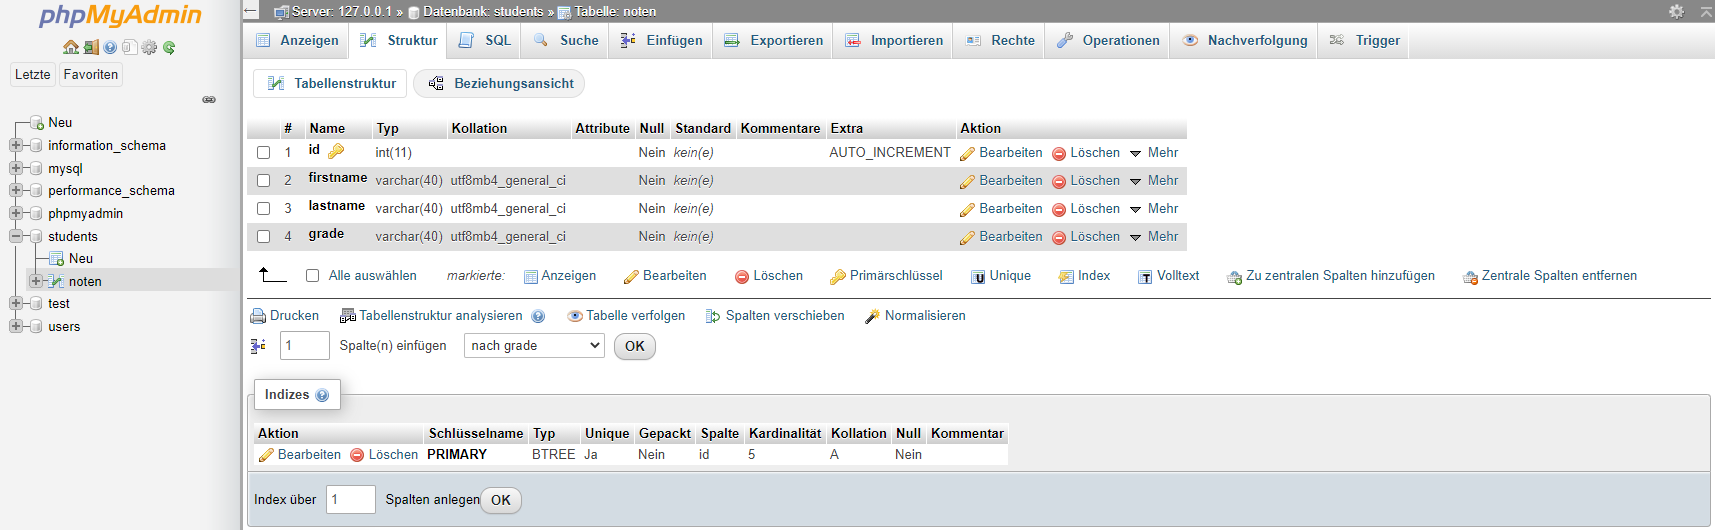 phpMyAdmin
Letzte Favoriten
Neu
information_schema
mysql
performance_schema
phpmyadmin
students
Neu
noten
test
users
Server: 127.0.0.1 » Datenbank: students » Tabelle: noten
Anzeigen Struktur SQL Suche Einfügen Exportieren Importieren Rechte Operationen Nachverfolgung Trigger
Tabellenstruktur Beziehungsansicht
# Name Typ Kollation Attribute Null Standard Kommentare Extra Aktion
1 id int(11) Nein kein(e) AUTO_INCREMENT Bearbeiten Löschen Mehr
2 firstname varchar(40) utf8mb4_general_ci Nein kein(e) Bearbeiten Löschen Mehr
3 lastname varchar(40) utf8mb4_general_ci Nein kein(e) Bearbeiten Löschen Mehr
4 grade varchar(40) utf8mb4_general_ci Nein kein(e) Bearbeiten Löschen Mehr
Alle auswählen markierte: Anzeigen Bearbeiten Löschen Primärschlüssel Unique Index Volltext Zu zentralen Spalten hinzufügen Zentrale Spalten entfernen
Drucken Tabellenstruktur analysieren Tabelle verfolgen Spalten verschieben Normalisieren
1 Spalte(n) einfügen nach grade OK
Indizes
Aktion Schlüsselname Typ Unique Gepackt Spalte Kardinalität Kollation Null Kommentar
Bearbeiten Löschen PRIMARY BTREE Ja Nein id 5 A Nein
Index über 1 Spalten anlegen OK